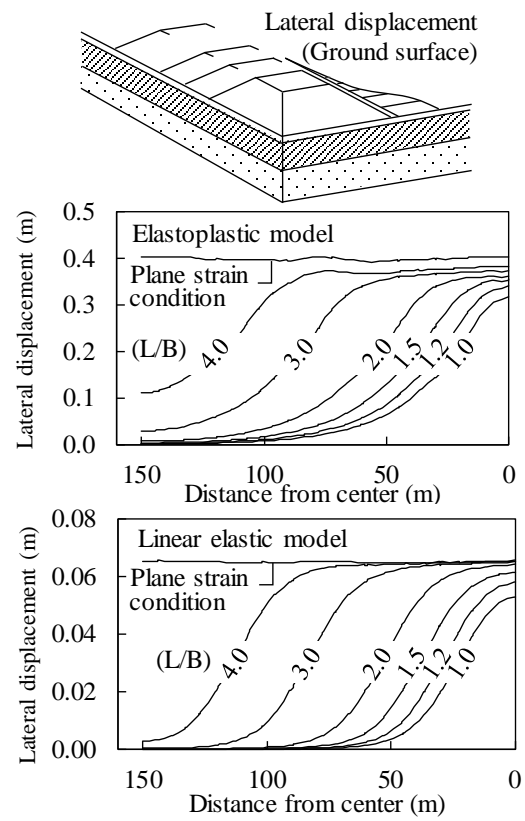 Lateral displacement
(Ground surface)
Lateral displacement (m)
0.5
0.4
0.3
0.2
0.1
0.0
Elastoplastic model
Plane strain
condition
(L/B)
4.0
3.0
2.0
1.5
1.2
1.0
150
100
50
0
Distance from center (m)
Lateral displacement (m)
0.08
0.06
0.04
0.02
0.00
Linear elastic model
Plane strain
condition
(L/B)
4.0
3.0
2.0
1.5
1.2
1.0
150
100
50
0
Distance from center (m)